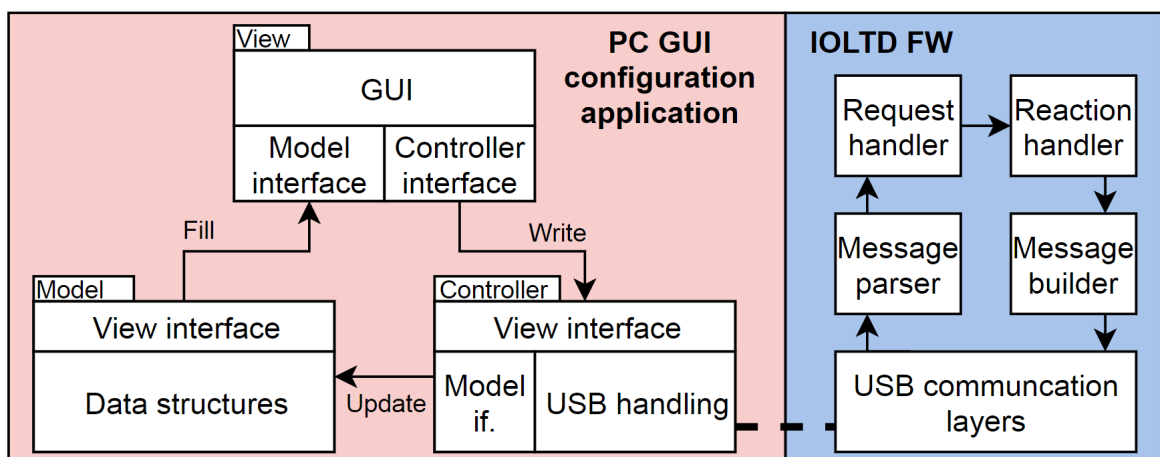 View
GUI
Model
interface
Controller
interface
PC GUI
configuration
application
Fill
Write
Model
View interface
Data structures
Update
Controller
View interface
Model
if.
USB handling
IOLTD FW
Request
handler
Reaction
handler
Message
parser
Message
builder
USB communcation
layers